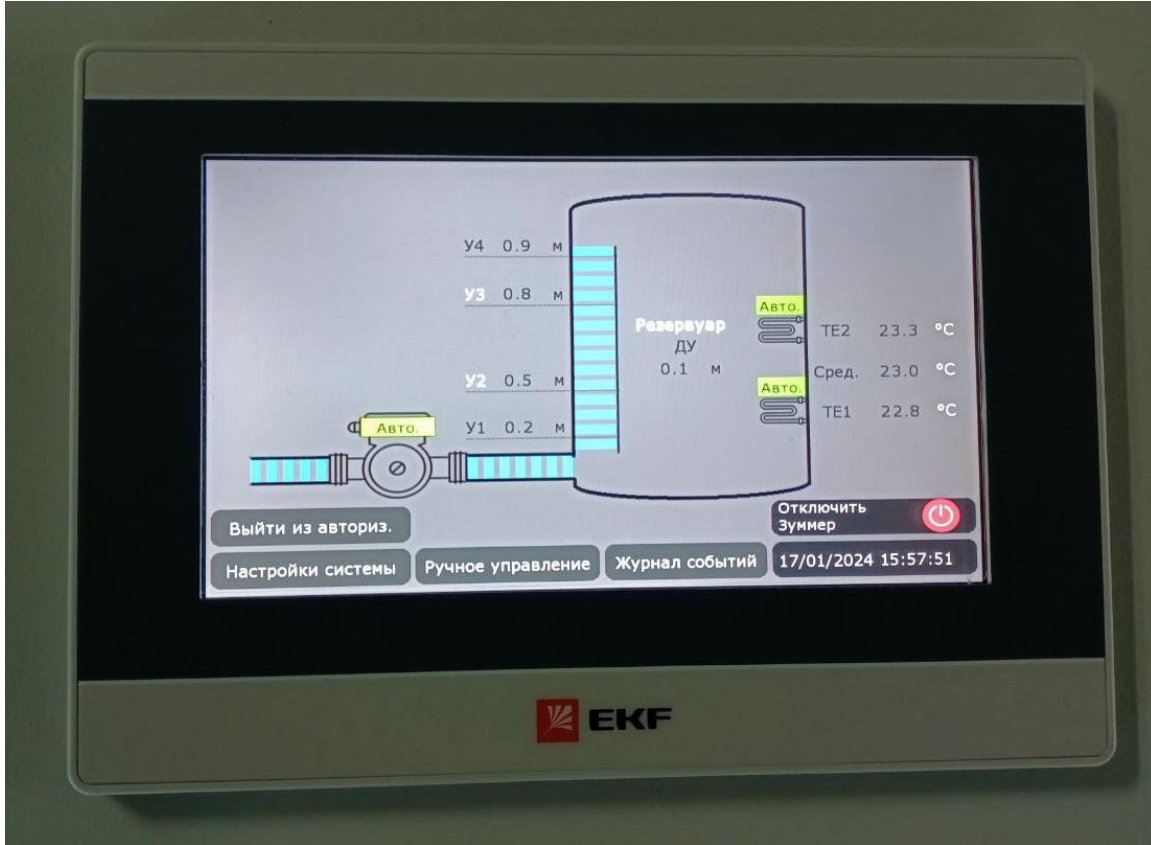 У4 0.9 м
У3 0.8 м
Авто.
Резервуар
ТЕ2 23.3 °C
ДУ
0.1 м
Сред. 23.0 °C
У2 0.5 м
Авто.
ТЕ1 22.8 °C
Авто.
У1 0.2 м
Отключить
Зуммер
Выйти из авториз.
Настройки системы
Ручное управление
Журнал событий
17/01/2024 15:57:51
EKF